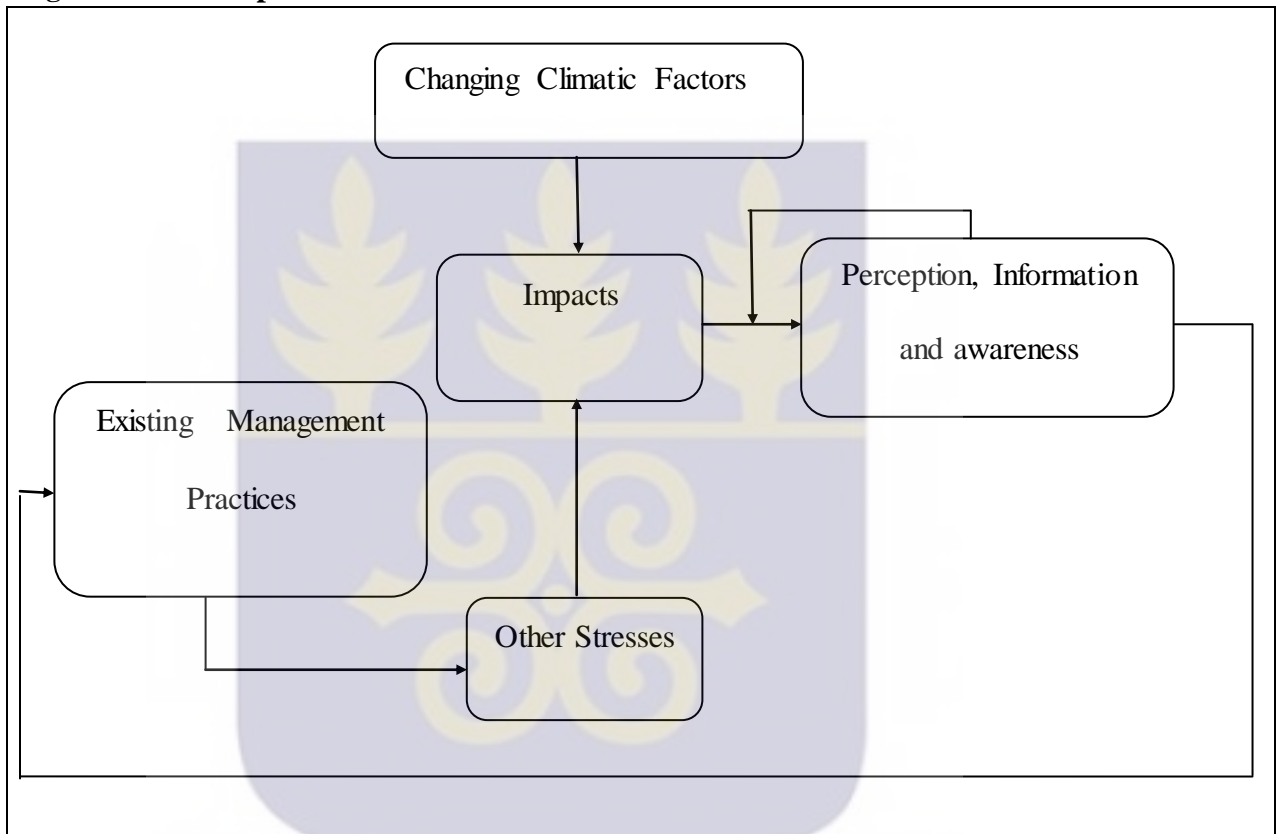 Changing Climatic Factors
Impacts
Perception, Information
and awareness
Existing Management
Practices
Other Stresses